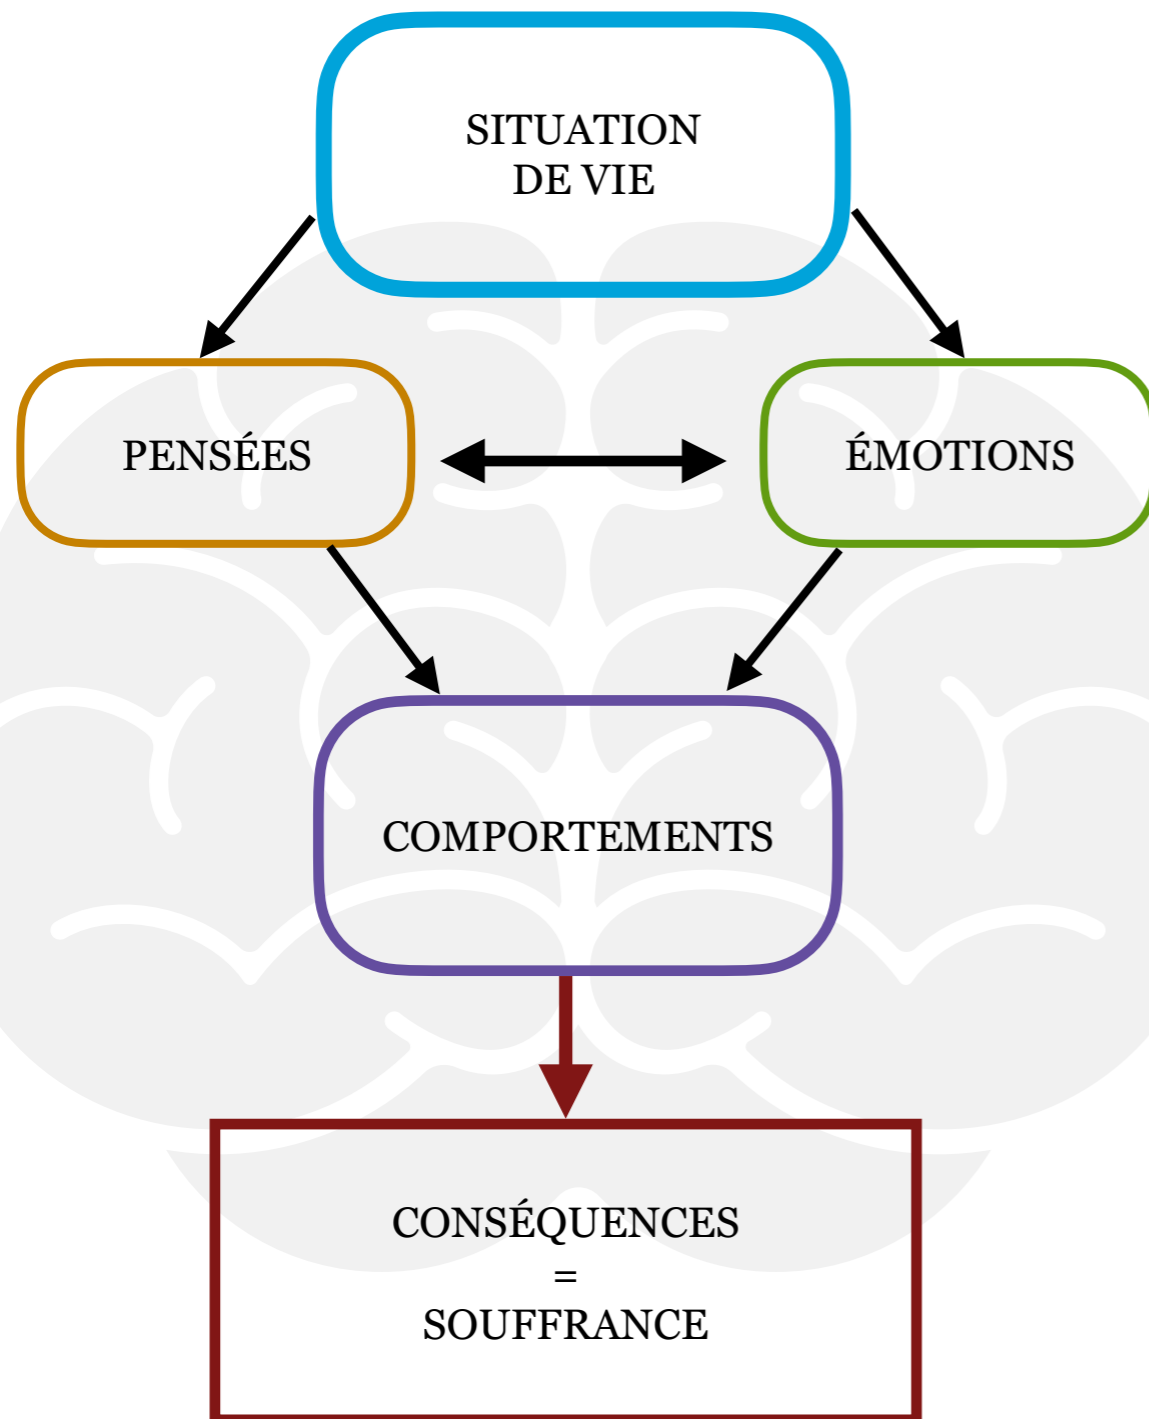 SITUATION
DE VIE
PENSÉES
ÉMOTIONS
COMPORTEMENTS
CONSÉQUENCES
=
SOUFFRANCE